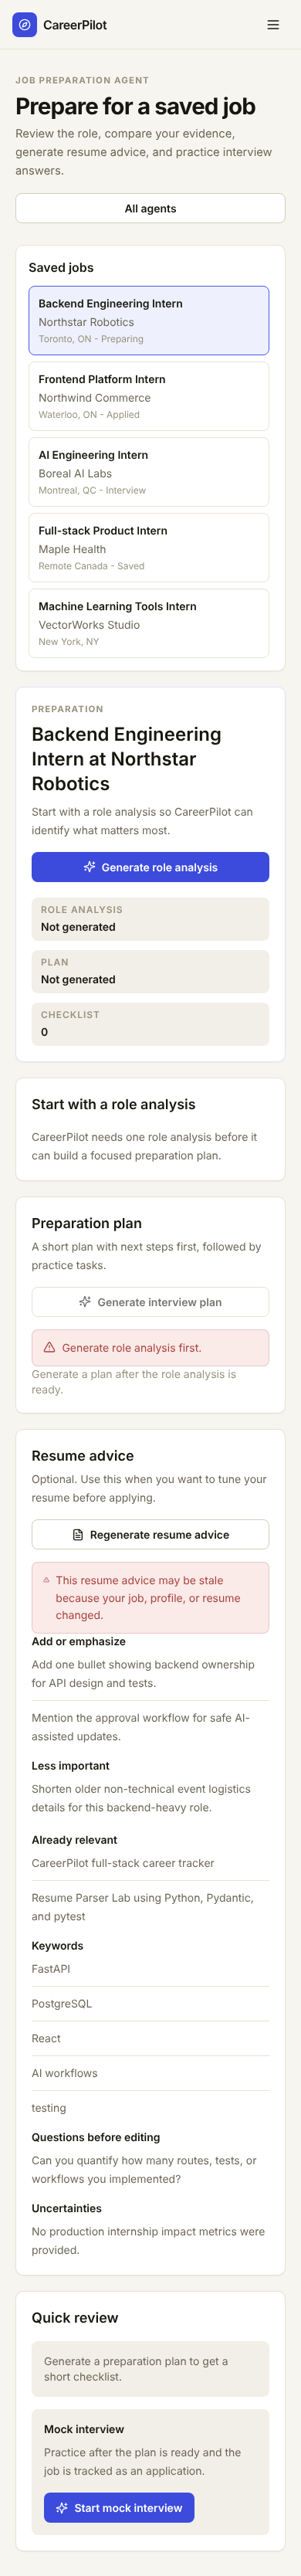 CareerPilot
JOB PREPARATION AGENT
Prepare for a saved job
Review the role, compare your evidence,
generate resume advice, and practice interview
answers.
All agents
Saved jobs
Backend Engineering Intern
Northstar Robotics
Toronto, ON - Preparing
Frontend Platform Intern
Northwind Commerce
Waterloo, ON - Applied
AI Engineering Intern
Boreal AI Labs
Montreal, QC - Interview
Full-stack Product Intern
Maple Health
Remote Canada - Saved
Machine Learning Tools Intern
VectorWorks Studio
New York, NY
PREPARATION
Backend Engineering
Intern at Northstar
Robotics
Start with a role analysis so CareerPilot can
identify what matters most.
Generate role analysis
ROLE ANALYSIS
Not generated
PLAN
Not generated
CHECKLIST
0
Start with a role analysis
CareerPilot needs one role analysis before it
can build a focused preparation plan.
Preparation plan
A short plan with next steps first, followed by
practice tasks.
Generate interview plan
Generate role analysis first.
Generate a plan after the role analysis is
ready.
Resume advice
Optional. Use this when you want to tune your
resume before applying.
Regenerate resume advice
This resume advice may be stale
because your job, profile, or resume
changed.
Add or emphasize
Add one bullet showing backend ownership
for API design and tests.
Mention the approval workflow for safe AI-
assisted updates.
Less important
Shorten older non-technical event logistics
details for this backend-heavy role.
Already relevant
CareerPilot full-stack career tracker
Resume Parser Lab using Python, Pydantic,
and pytest
Keywords
FastAPI
PostgreSQL
React
AI workflows
testing
Questions before editing
Can you quantify how many routes, tests, or
workflows you implemented?
Uncertainties
No production internship impact metrics were
provided.
Quick review
Generate a preparation plan to get a
short checklist.
Mock interview
Practice after the plan is ready and the
job is tracked as an application.
Start mock interview